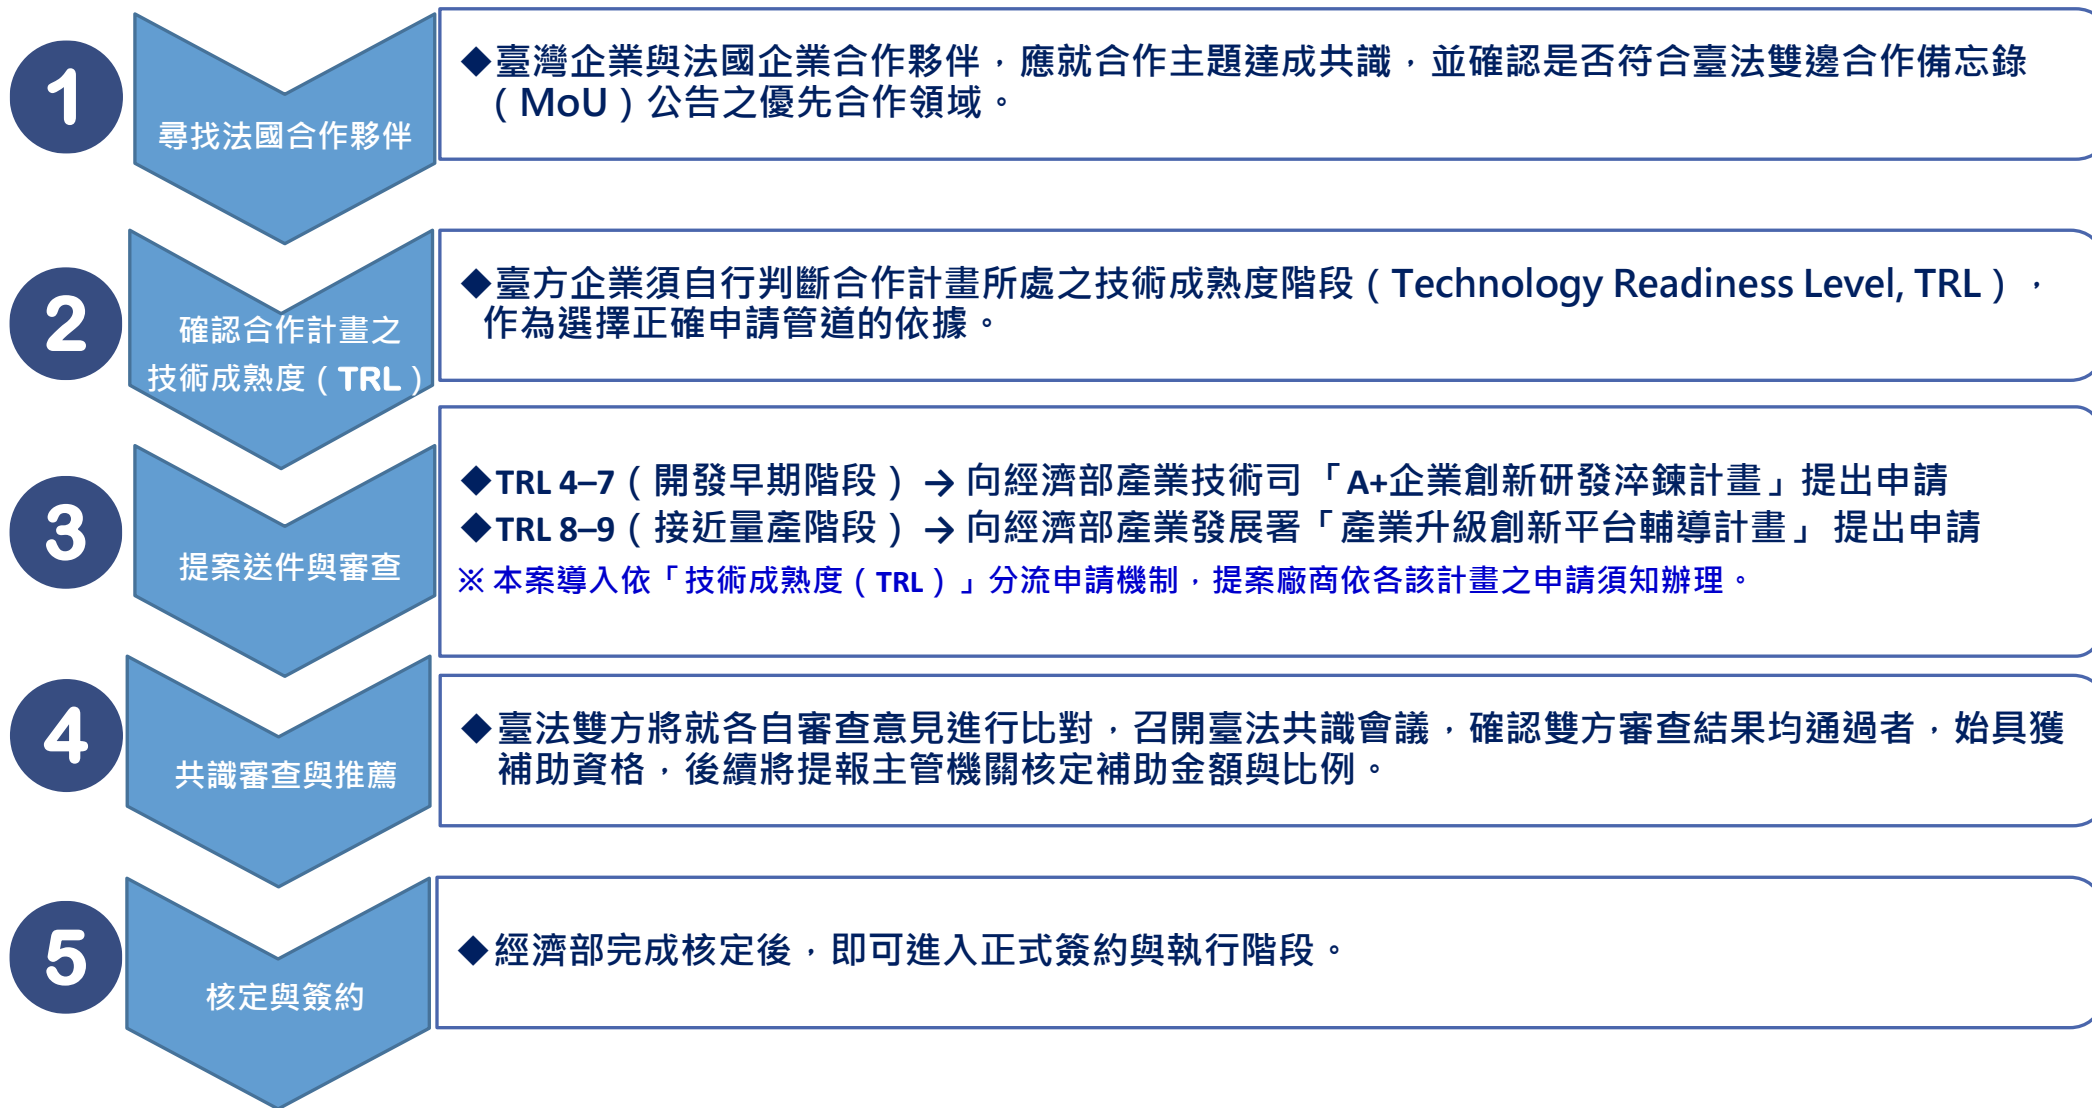 1
尋找法國合作夥伴
◆臺灣企業與法國企業合作夥伴，應就合作主題達成共識，並確認是否符合臺法雙邊合作備忘錄
（MoU）公告之優先合作領域。
2
確認合作計畫之
技術成熟度（TRL）
◆臺方企業須自行判斷合作計畫所處之技術成熟度階段（Technology Readiness Level, TRL），
作為選擇正確申請管道的依據。
3
提案送件與審查
◆TRL 4–7（開發早期階段）→ 向經濟部產業技術司「A+企業創新研發淬鍊計畫」提出申請
◆TRL 8–9（接近量產階段）→ 向經濟部產業發展署「產業升級創新平台輔導計畫」提出申請
※ 本案導入依「技術成熟度（TRL）」分流申請機制，提案廠商依各該計畫之申請須知辦理。
4
共識審查與推薦
◆臺法雙方將就各自審查意見進行比對，召開臺法共識會議，確認雙方審查結果均通過者，始具獲
補助資格，後續將提報主管機關核定補助金額與比例。
5
核定與簽約
◆經濟部完成核定後，即可進入正式簽約與執行階段。